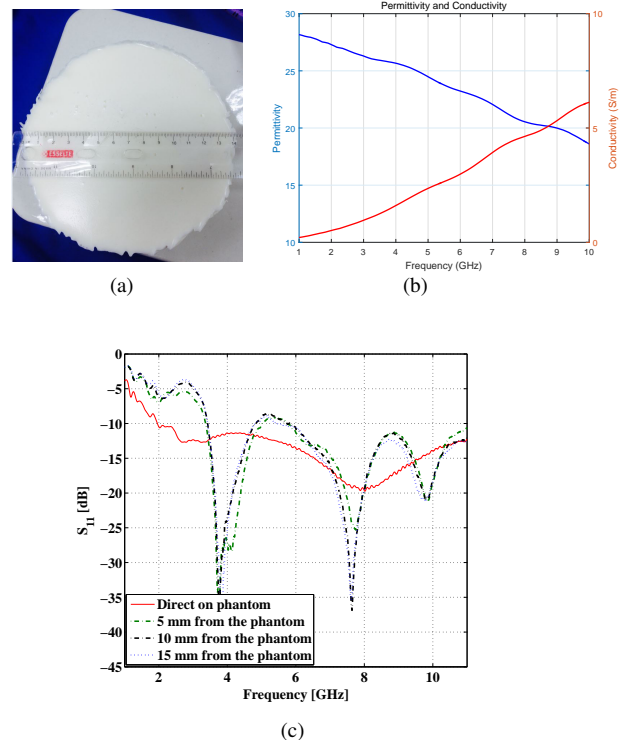 Permittivity and Conductivity
30
25
20
15
10
Permittivity
10
5
0
Conductivity (S/m)
1 2 3 4 5 6 7 8 9 10
Frequency (GHz)
(a)
(b)
0
−5
−10
−15
−20
−25
−30
−35
−40
−45
S11 [dB]
Direct on phantom
5 mm from the phantom
10 mm from the phantom
15 mm from the phantom
2 4 6 8 10
Frequency [GHz]
(c)